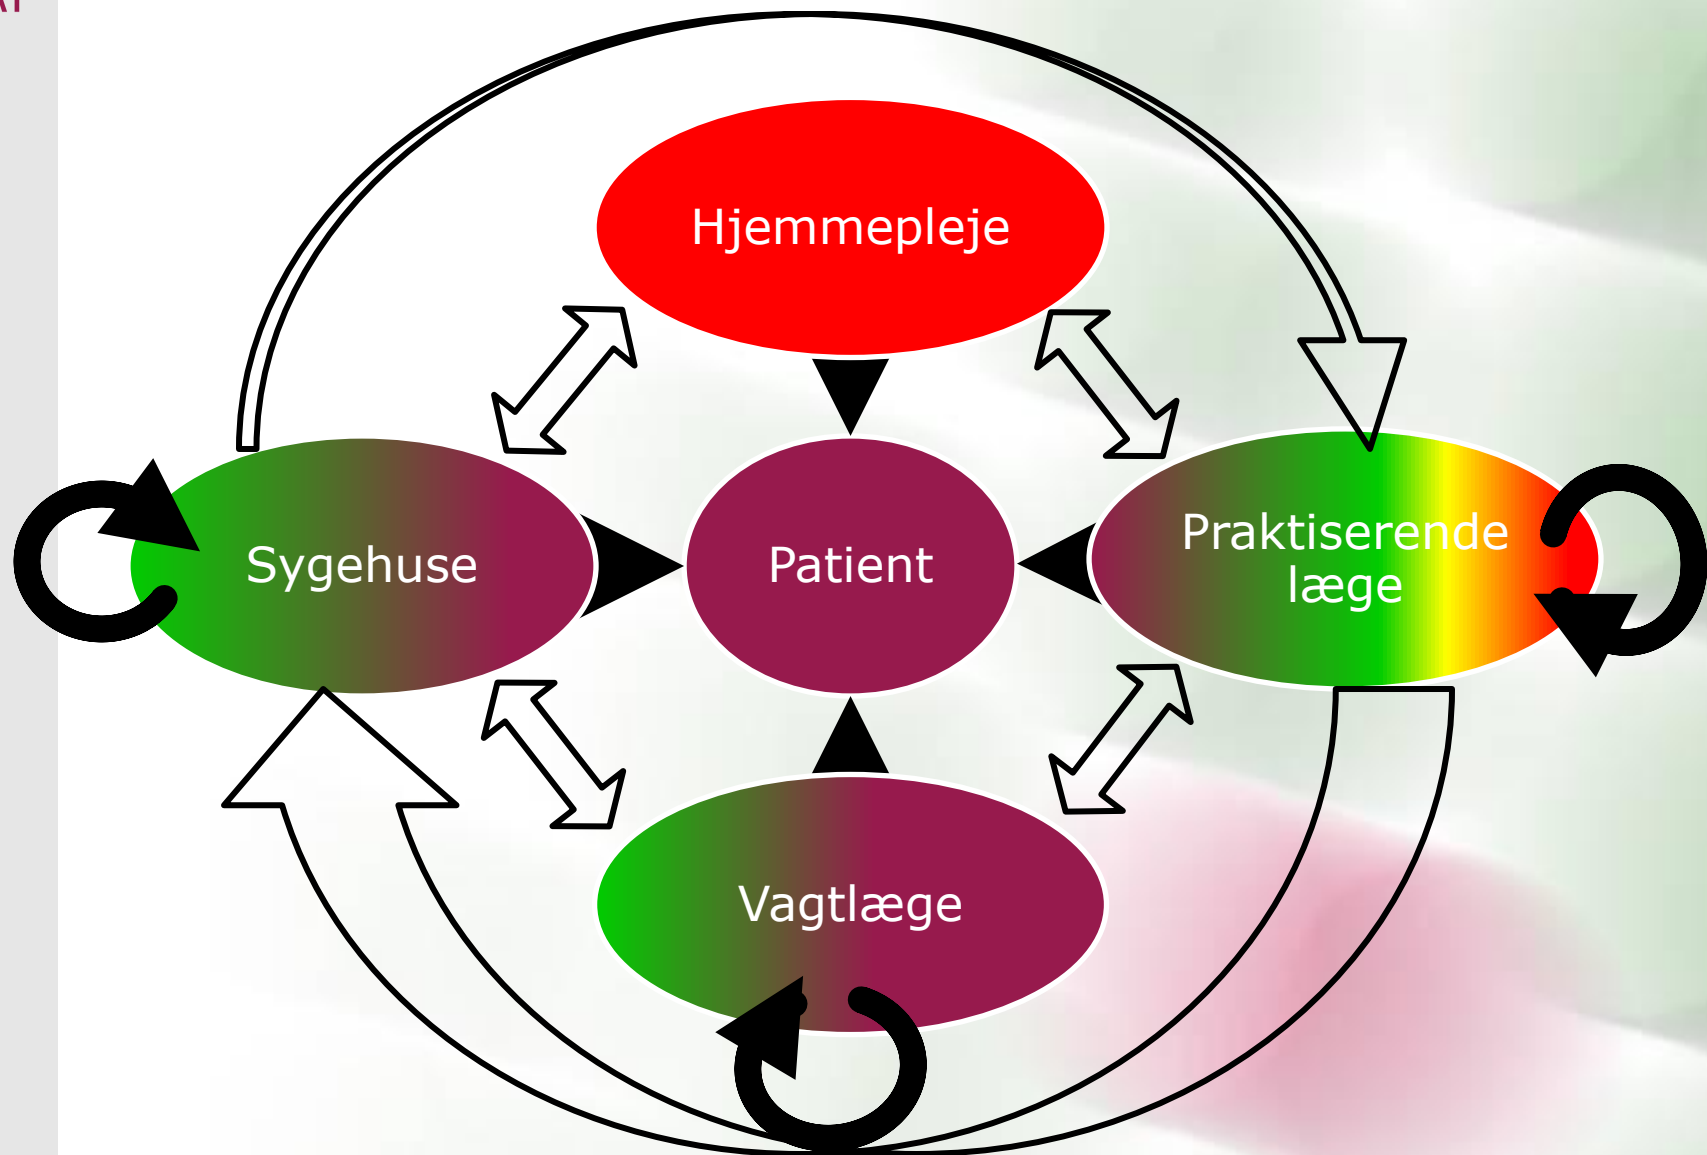 Hjemmepleje
Sygehuse
Patient
Praktiserende
læge
Vagtlæge